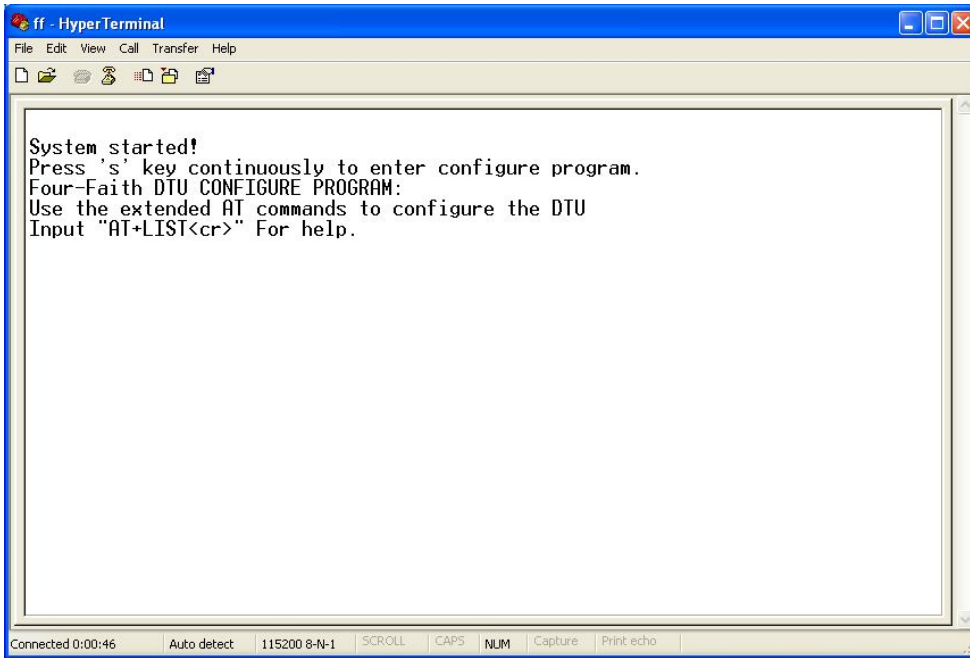 ff - HyperTerminal
File Edit View Call Transfer Help
System started!
Press 's' key continuously to enter configure program.
Four-Faith DTU CONFIGURE PROGRAM:
Use the extended AT commands to configure the DTU
Input "AT+LIST<cr>" For help.
Connected 0:00:46 Auto detect 115200 8-N-1 SCROLL CAPS NUM Capture Print echo